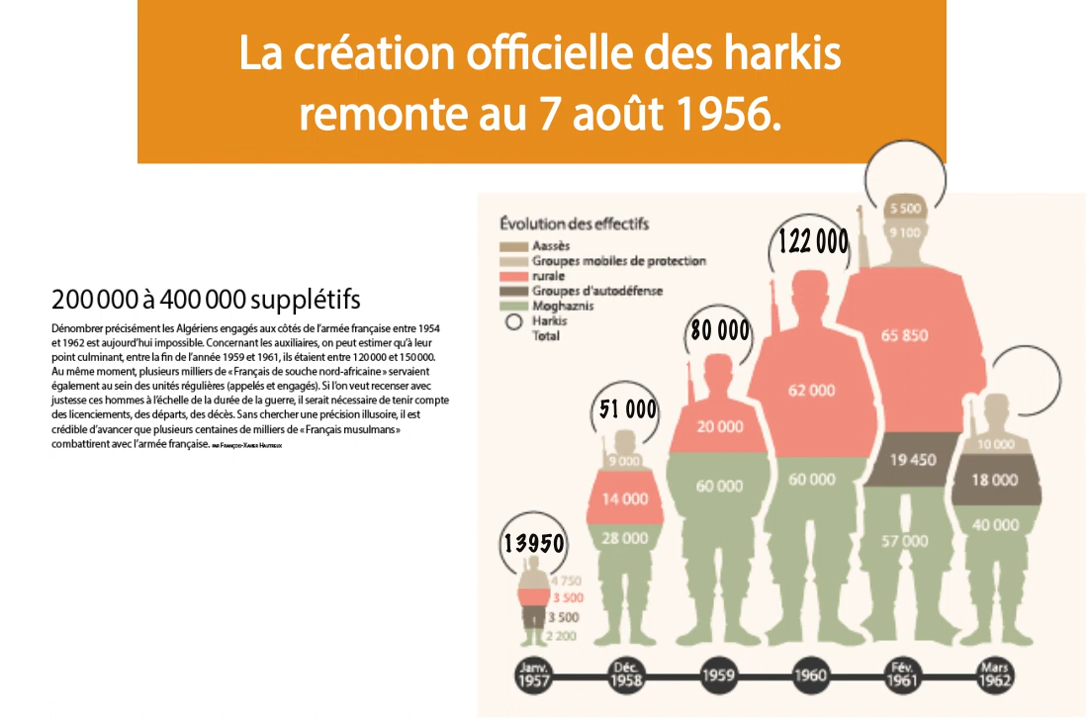 La création officielle des harkis
remonte au 7 août 1956.
200 000 à 400 000 supplétifs
Dénombrer précisément les Algériens engagés aux côtés de l'armée française entre 1954
et 1962 est aujourd'hui impossible. Concernant les auxiliaires, on peut estimer qu'à leur
point culminant, entre la fin de l'année 1959 et 1961, ils étaient entre 120 000 et 150 000.
Au même moment, plusieurs milliers de « Français de souche nord-africaine » servaient
également au sein des unités régulières (appelés et engagés). Si l'on veut recenser avec
justesse ces hommes à l'échelle de la durée de la guerre, il serait nécessaire de tenir compte
des licenciements, des départs, des décès. Sans chercher une précision illusoire, il est
crédible d'avancer que plusieurs centaines de milliers de « Français musulmans »
combattirent avec l'armée française. PAR FRANÇOIS-XAVIER HAUTREUX
Évolution des effectifs
Aassès
Groupes mobiles de protection
rurale
Groupes d'autodéfense
Moghaznis
Harkis
Total
13950
4 750
3 500
3 500
2 200
51 000
9 000
14 000
28 000
80 000
20 000
60 000
122 000
62 000
60 000
5 500
9 100
65 850
19 450
57 000
10 000
18 000
40 000
Janv.
1957
Déc.
1958
1959
1960
Fév.
1961
Mars
1962